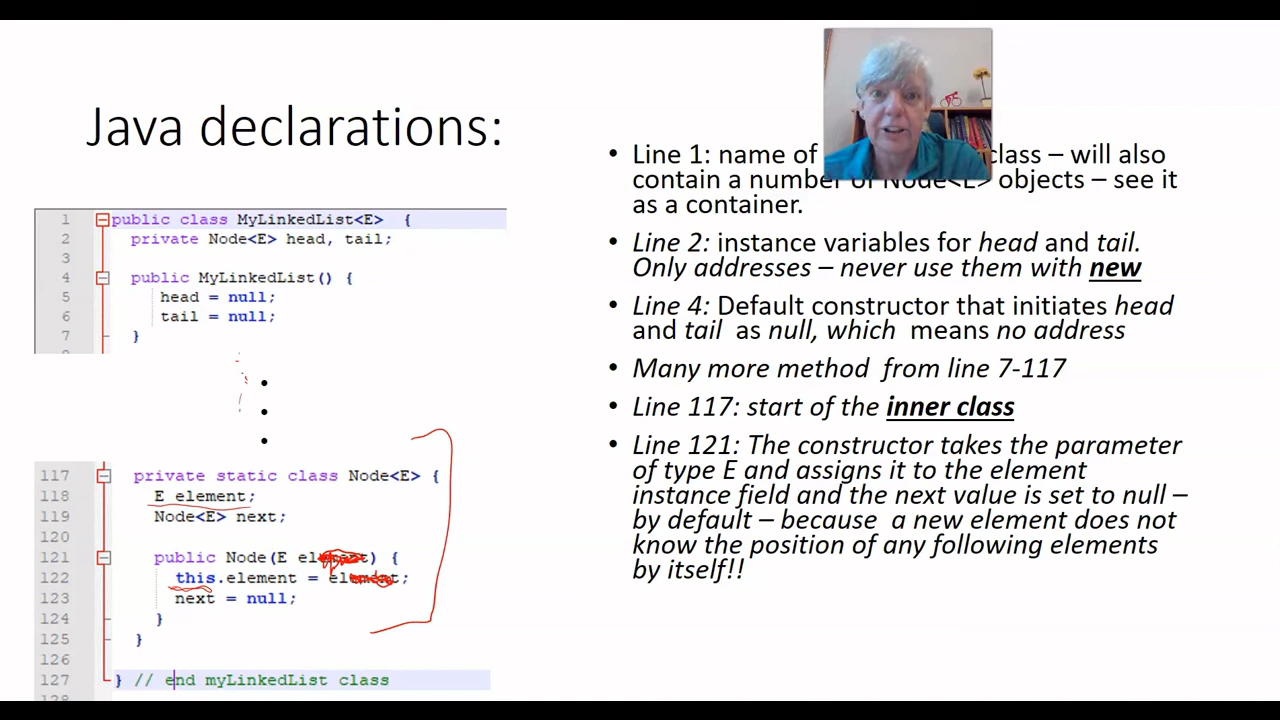 Java declarations:
1 public class MyLinkedList<E> {
2 private Node<E> head, tail;
3
4 public MyLinkedList() {
5 head = null;
6 tail = null;
7 }
117 private static class Node<E> {
118 E element;
119 Node<E> next;
120
121 public Node(E el) {
122 this.element = el;
123 next = null;
124 }
125 }
126
127 } // end myLinkedList class
128
• Line 1: name of class – will also
contain a number of Node<E> objects – see it
as a container.
• Line 2: instance variables for head and tail.
Only addresses – never use them with new
• Line 4: Default constructor that initiates head
and tail as null, which means no address
• Many more method from line 7-117
• Line 117: start of the inner class
• Line 121: The constructor takes the parameter
of type E and assigns it to the element
instance field and the next value is set to null –
by default – because a new element does not
know the position of any following elements
by itself!!